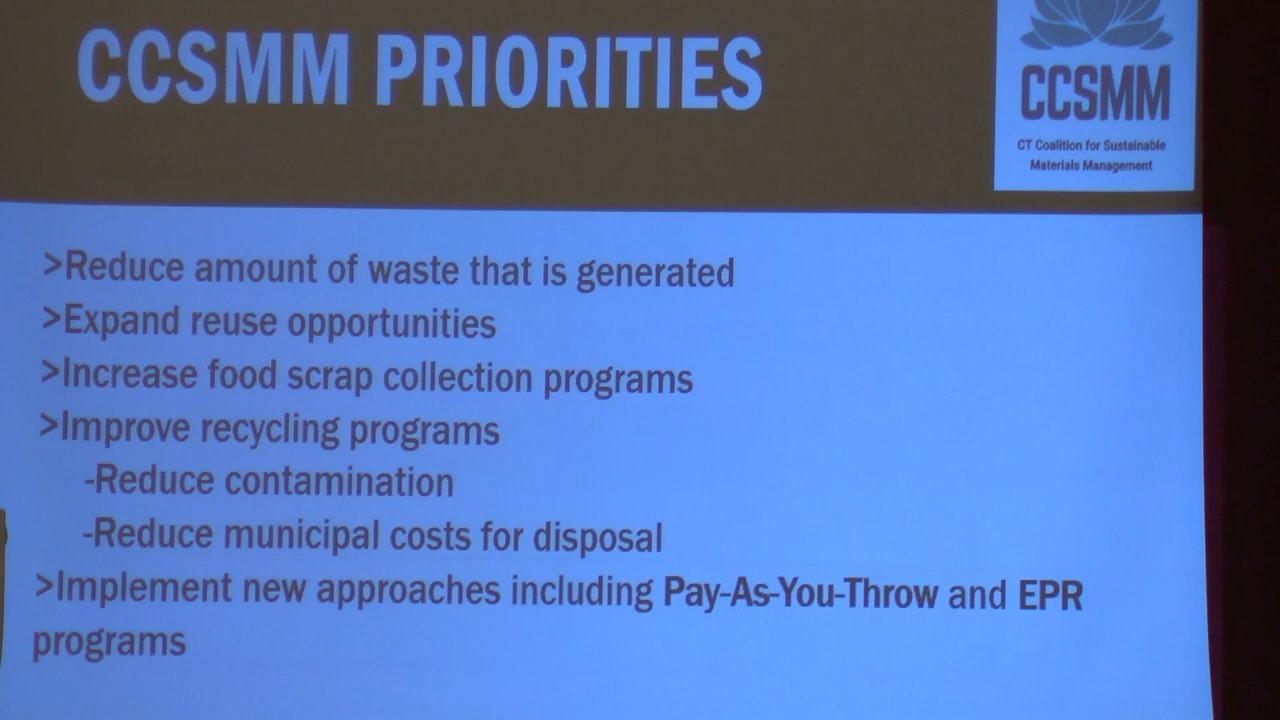 CCSMM PRIORITIES
CCSMM
CT Coalition for Sustainable
Materials Management
>Reduce amount of waste that is generated
>Expand reuse opportunities
>Increase food scrap collection programs
>Improve recycling programs
-Reduce contamination
-Reduce municipal costs for disposal
>Implement new approaches including Pay-As-You-Throw and EPR
programs